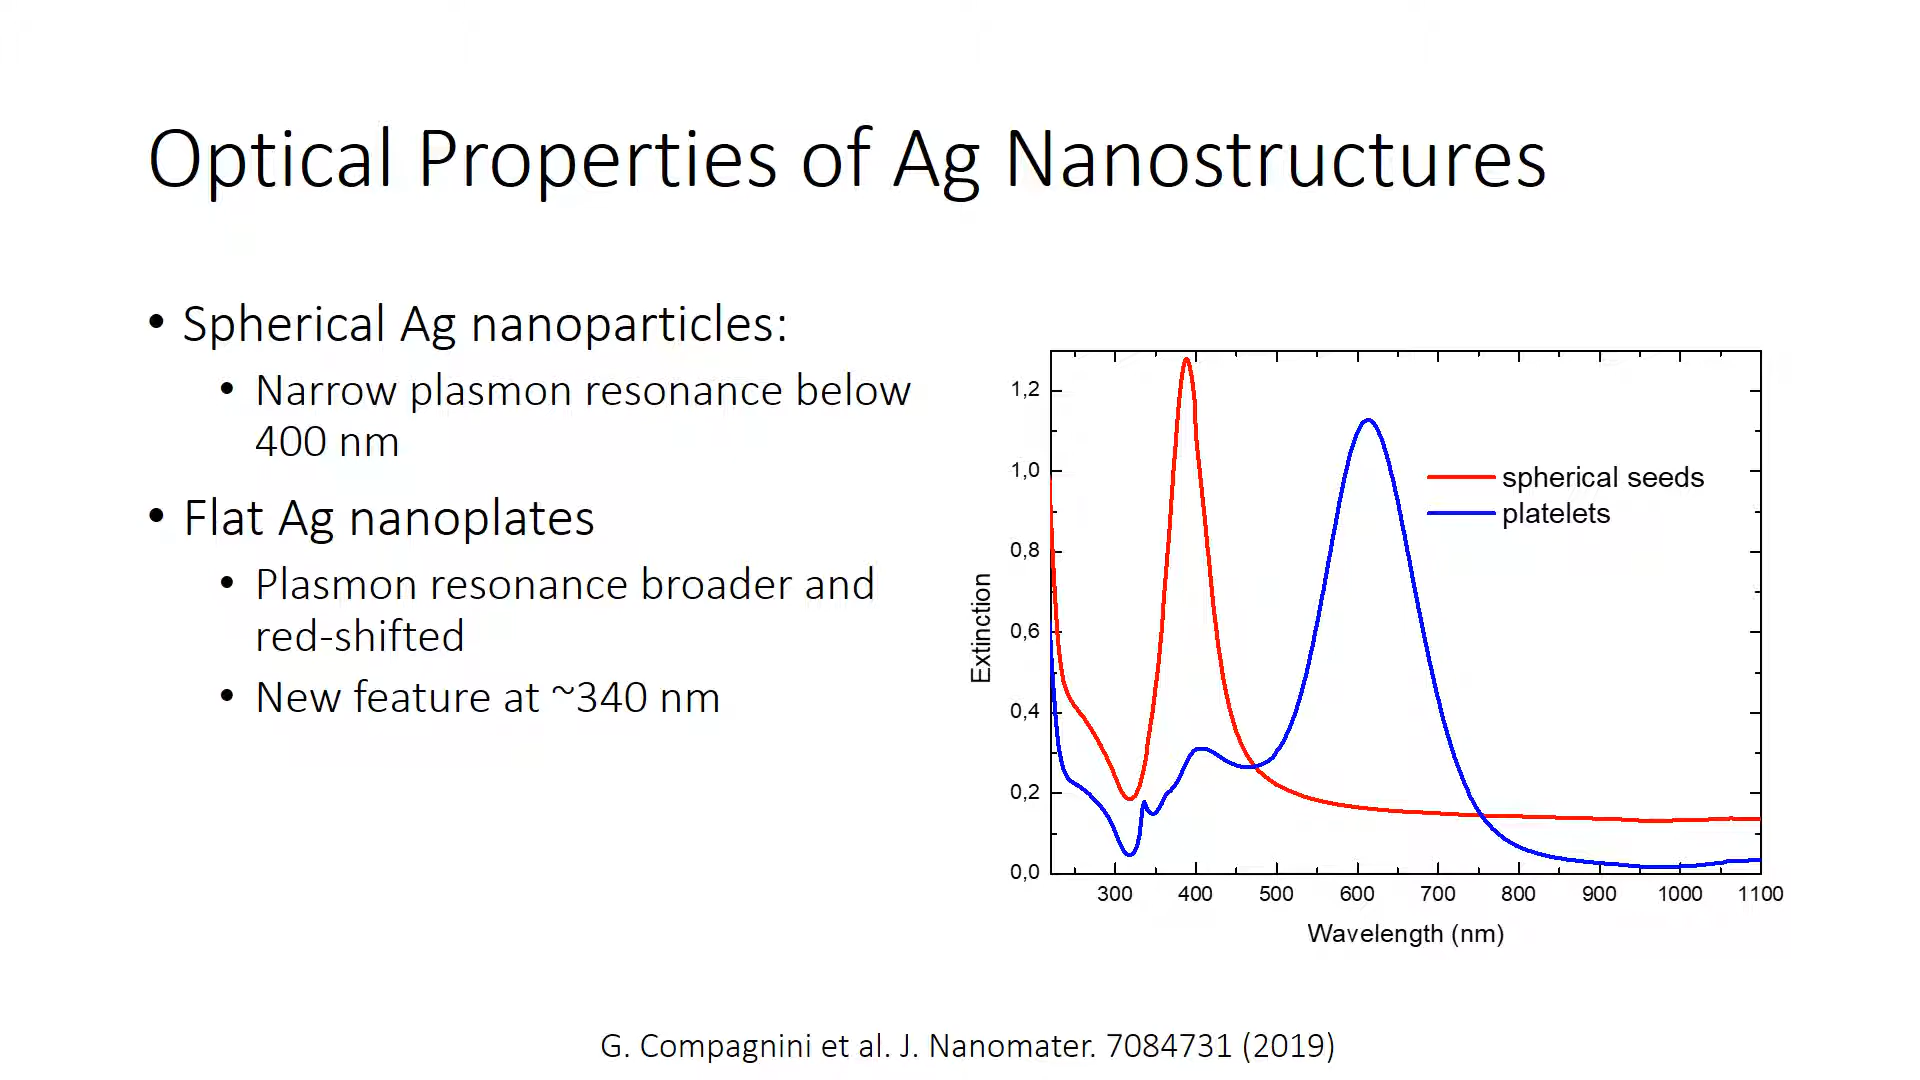 Optical Properties of Ag Nanostructures
• Spherical Ag nanoparticles:
• Narrow plasmon resonance below
400 nm
• Flat Ag nanoplates
• Plasmon resonance broader and
red-shifted
• New feature at ~340 nm
1,2
1,0
0,8
0,6
0,4
0,2
0,0
Extinction
spherical seeds
platelets
300 400 500 600 700 800 900 1000 1100
Wavelength (nm)
G. Compagnini et al. J. Nanomater. 7084731 (2019)